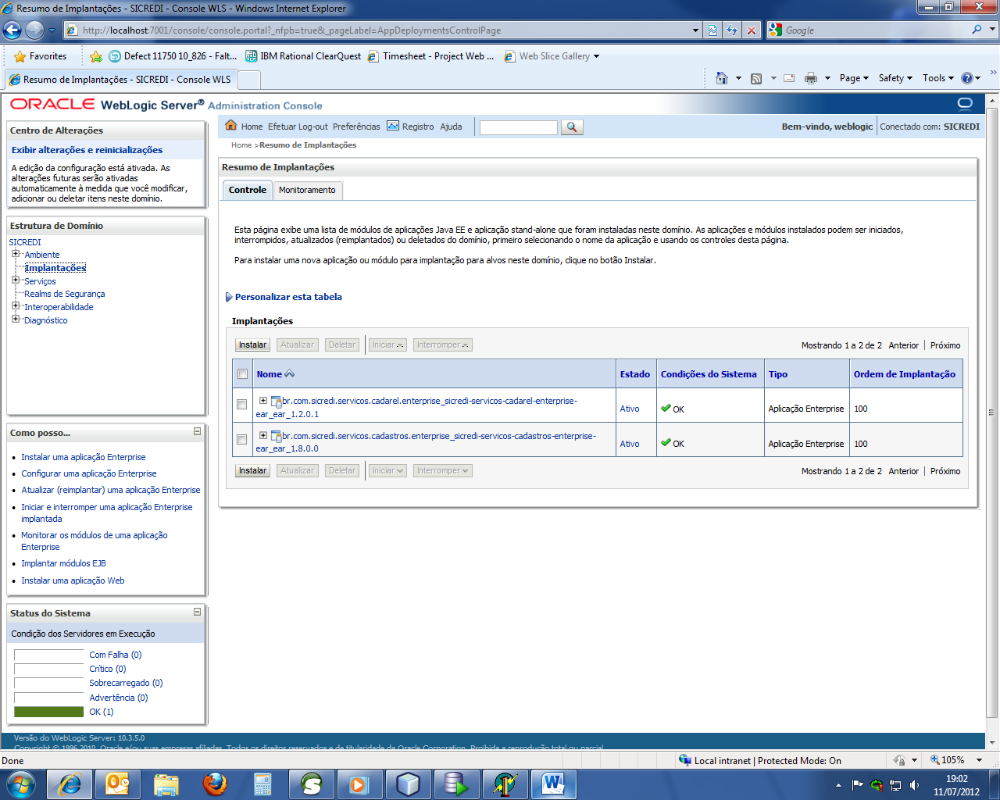 Resumo de Implantações - SICREDI - Console WLS - Windows Internet Explorer
http://localhost:7001/console/console.portal?_nfpb=true&_pageLabel=AppDeploymentsControlPage
Google
Favorites
Defect 11750 10_826 - Falt...
IBM Rational ClearQuest
Timesheet - Project Web ...
Web Slice Gallery
Resumo de Implantações - SICREDI - Console WLS
Page
Safety
Tools
ORACLE WebLogic Server® Administration Console
Centro de Alterações
Exibir alterações e reinicializações
A edição da configuração está ativada. As
alterações futuras serão ativadas
automaticamente à medida que você modificar,
adicionar ou deletar itens neste domínio.
Estrutura de Domínio
SICREDI
Ambiente
Implantações
Serviços
Realms de Segurança
Interoperabilidade
Diagnóstico
Como posso...
Instalar uma aplicação Enterprise
Configurar uma aplicação Enterprise
Atualizar (reimplantar) uma aplicação Enterprise
Iniciar e interromper uma aplicação Enterprise
implantada
Monitorar os módulos de uma aplicação
Enterprise
Implantar módulos EJB
Instalar uma aplicação Web
Status do Sistema
Condição dos Servidores em Execução
Com Falha (0)
Crítico (0)
Sobrecarregado (0)
Advertência (0)
OK (1)
Home Efetuar Log-out Preferências Registro Ajuda
Bem-vindo, weblogic
Conectado com: SICREDI
Home >Resumo de Implantações
Resumo de Implantações
Controle
Monitoramento
Esta página exibe uma lista de módulos de aplicações Java EE e aplicação stand-alone que foram instaladas neste domínio. As aplicações e módulos instalados podem ser iniciados,
interrompidos, atualizados (reimplantados) ou deletados do domínio, primeiro selecionando o nome da aplicação e usando os controles desta página.
Para instalar uma nova aplicação ou módulo para implantação para alvos neste domínio, clique no botão Instalar.
Personalizar esta tabela
Implantações
Instalar Atualizar Deletar Iniciar Interromper
Mostrando 1 a 2 de 2 Anterior | Próximo
Nome Estado Condições do Sistema Tipo Ordem de Implantação
br.com.sicredi.servicos.cadarel.enterprise_sicredi-servicos-cadarel-enterprise-
ear_ear_1.2.0.1
Ativo OK Aplicação Enterprise 100
br.com.sicredi.servicos.cadastros.enterprise_sicredi-servicos-cadastros-enterprise-
ear_ear_1.8.0.0
Ativo OK Aplicação Enterprise 100
Instalar Atualizar Deletar Iniciar Interromper
Mostrando 1 a 2 de 2 Anterior | Próximo
Versão do WebLogic Server: 10.3.5.0
Copyright © 1996,2010, Oracle e/ou suas empresas afiliadas. Todos os direitos reservados e de titularidade da Oracle Corporation. Proibida a reprodução total ou parcial.
Done
Local intranet | Protected Mode: On
105%
19:02
11/07/2012